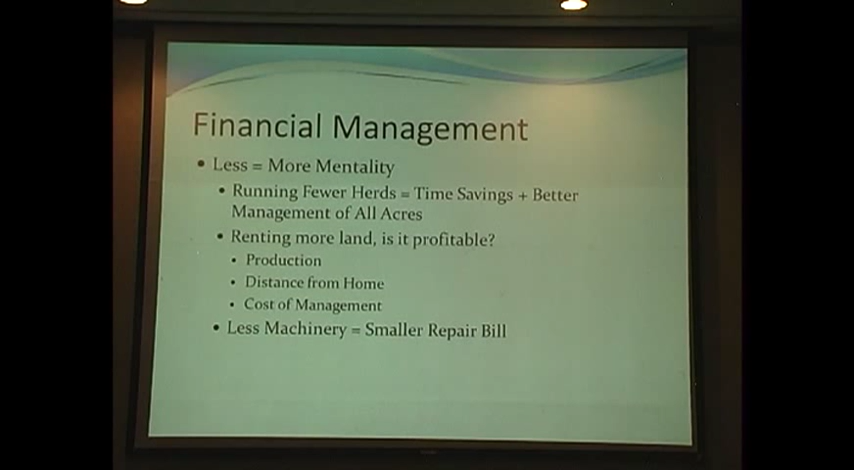 Financial Management
• Less = More Mentality
• Running Fewer Herds = Time Savings + Better
Management of All Acres
• Renting more land, is it profitable?
• Production
• Distance from Home
• Cost of Management
• Less Machinery = Smaller Repair Bill